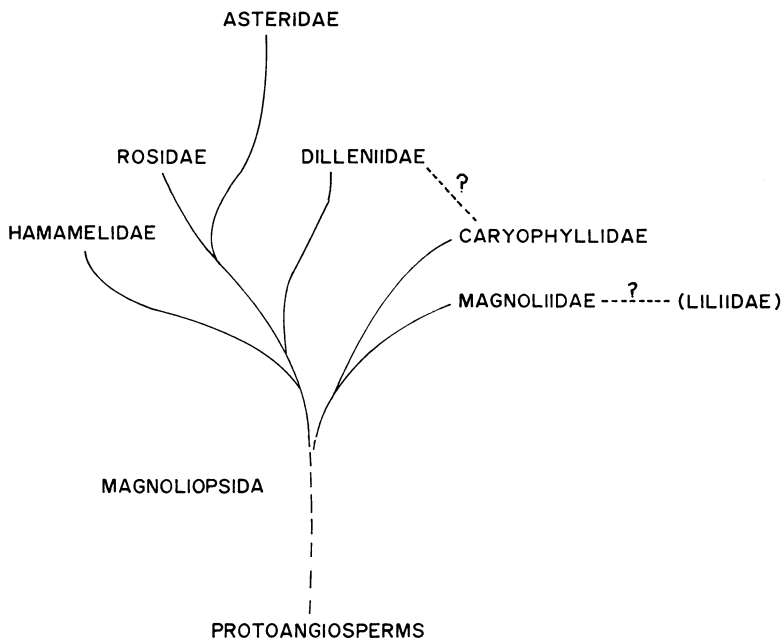 ASTERIDAE
ROSIDAE
DILLENIIDAE
?
HAMAMELIDAE
CARYOPHYLLIDAE
MAGNOLIIDAE
?
(LILIIDAE)
MAGNOLIOPSIDA
PROTOANGIOSPERMS